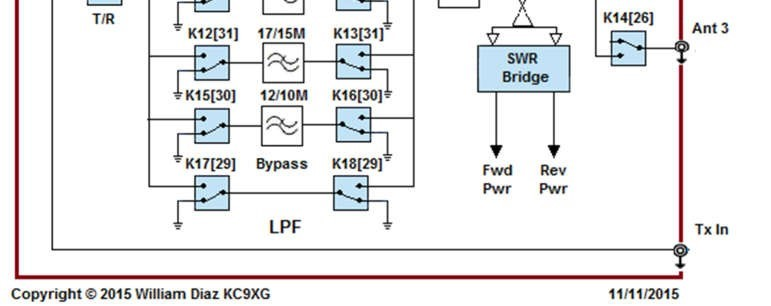 K14[26]
T/R
Ant 3
K12[31] 17/15M K13[31]
SWR
Bridge
K15[30] 12/10M K16[30]
K17[29] Bypass K18[29]
Fwd
Pwr
Rev
Pwr
LPF
Tx In
Copyright © 2015 William Diaz KC9XG 11/11/2015